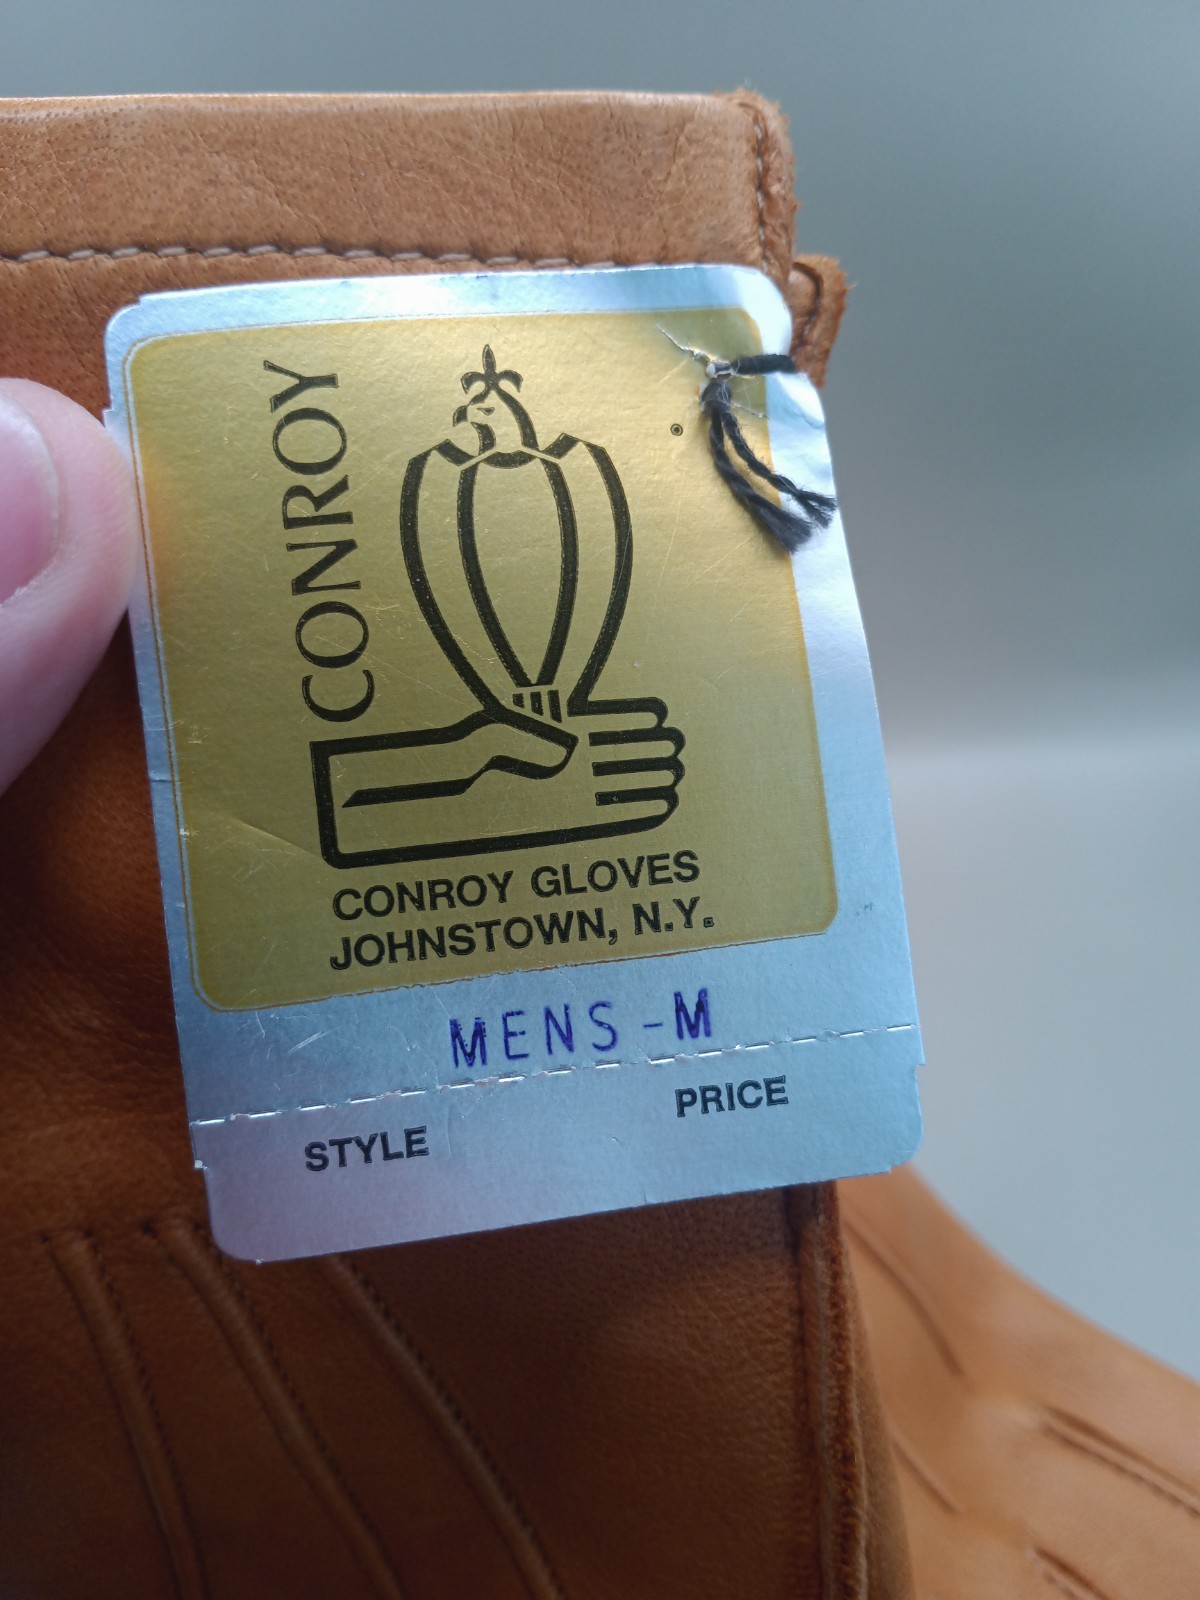 CONROY
CONROY GLOVES
JOHNSTOWN, N.Y.
MENS-M
STYLE PRICE